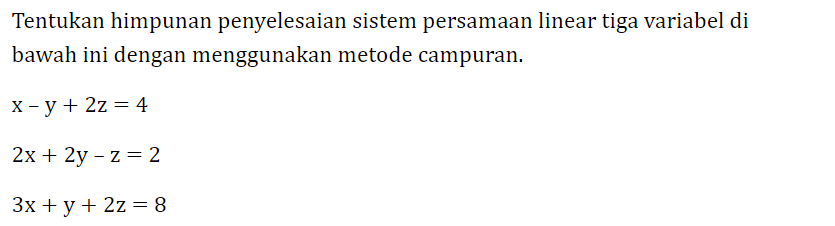 Tentukan himpunan penyelesaian sistem persamaan linear tiga variabel di
bawah ini dengan menggunakan metode campuran.
x – y + 2z = 4
2x + 2y – z = 2
3x + y + 2z = 8